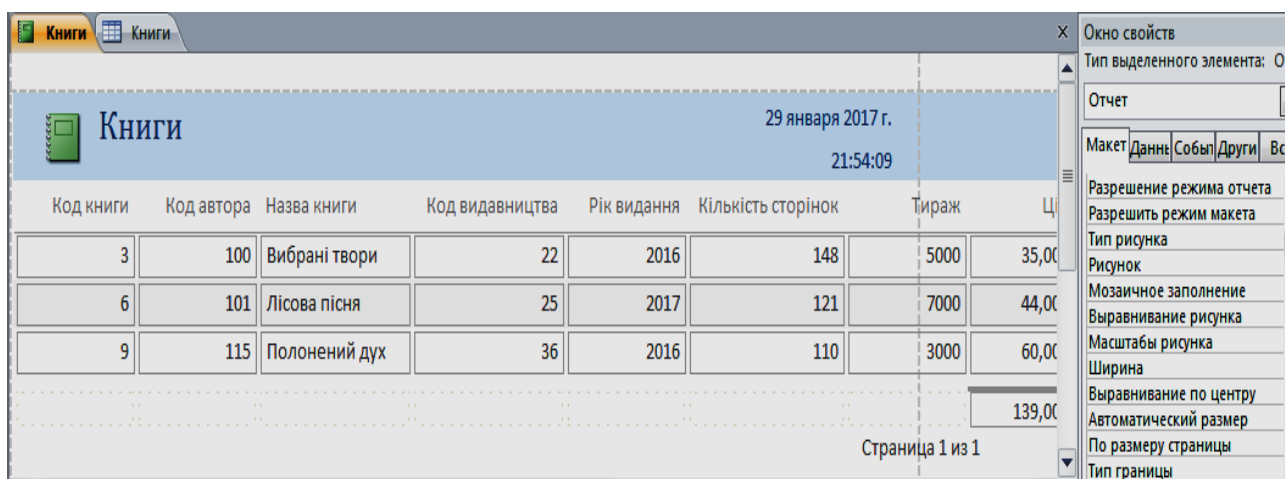 Книги Книги
Окно свойств
Тип выделенного элемента: О
Отчет
Макет Даннь Событ Други Вс
Книги
29 января 2017 г.
21:54:09
Код книги Код автора Назва книги Код видавництва Рік видання Кількість сторінок Тираж Ці
3 100 Вибрані твори 22 2016 148 5000 35,00
6 101 Лісова пісня 25 2017 121 7000 44,00
9 115 Полонений дух 36 2016 110 3000 60,00
139,00
Страница 1 из 1
Разрешение режима отчета
Разрешить режим макета
Тип рисунка
Рисунок
Мозаичное заполнение
Выравнивание рисунка
Масштабы рисунка
Ширина
Выравнивание по центру
Автоматический размер
По размеру страницы
Тип границы